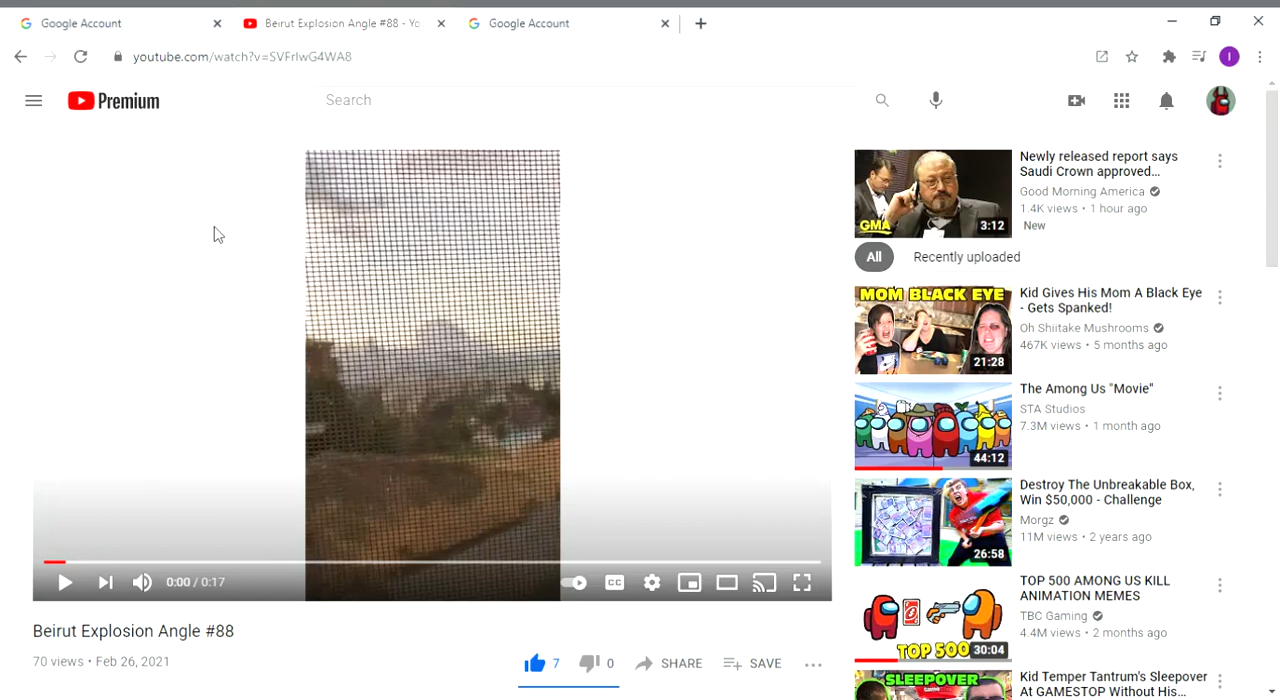 Google Account
Beirut Explosion Angle #88 - Yo
Google Account
youtube.com/watch?v=SVFrlwG4WA8
I
Premium
Search
GMA
3:12
Newly released report says
Saudi Crown approved...
Good Morning America
1.4K views • 1 hour ago
New
All
Recently uploaded
MOM BLACK EYE
21:28
Kid Gives His Mom A Black Eye
- Gets Spanked!
Oh Shiitake Mushrooms
467K views • 5 months ago
44:12
The Among Us "Movie"
STA Studios
7.3M views • 1 month ago
26:58
Destroy The Unbreakable Box,
Win $50,000 - Challenge
Morgz
11M views • 2 years ago
TOP 500
30:04
TOP 500 AMONG US KILL
ANIMATION MEMES
TBC Gaming
4.4M views • 2 months ago
SLEEPOVER
Kid Temper Tantrum's Sleepover
At GAMESTOP Without His...
0:00 / 0:17
CC
Beirut Explosion Angle #88
70 views • Feb 26, 2021
7
0
SHARE
SAVE